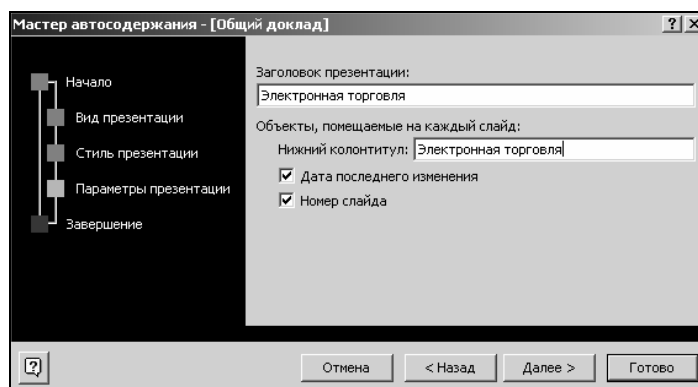 Мастер автосодержания - [Общий доклад]
Начало
Вид презентации
Стиль презентации
Параметры презентации
Завершение
Заголовок презентации:
Электронная торговля
Объекты, помещаемые на каждый слайд:
Нижний колонтитул: Электронная торговля
Дата последнего изменения
Номер слайда
Отмена
< Назад
Далее >
Готово